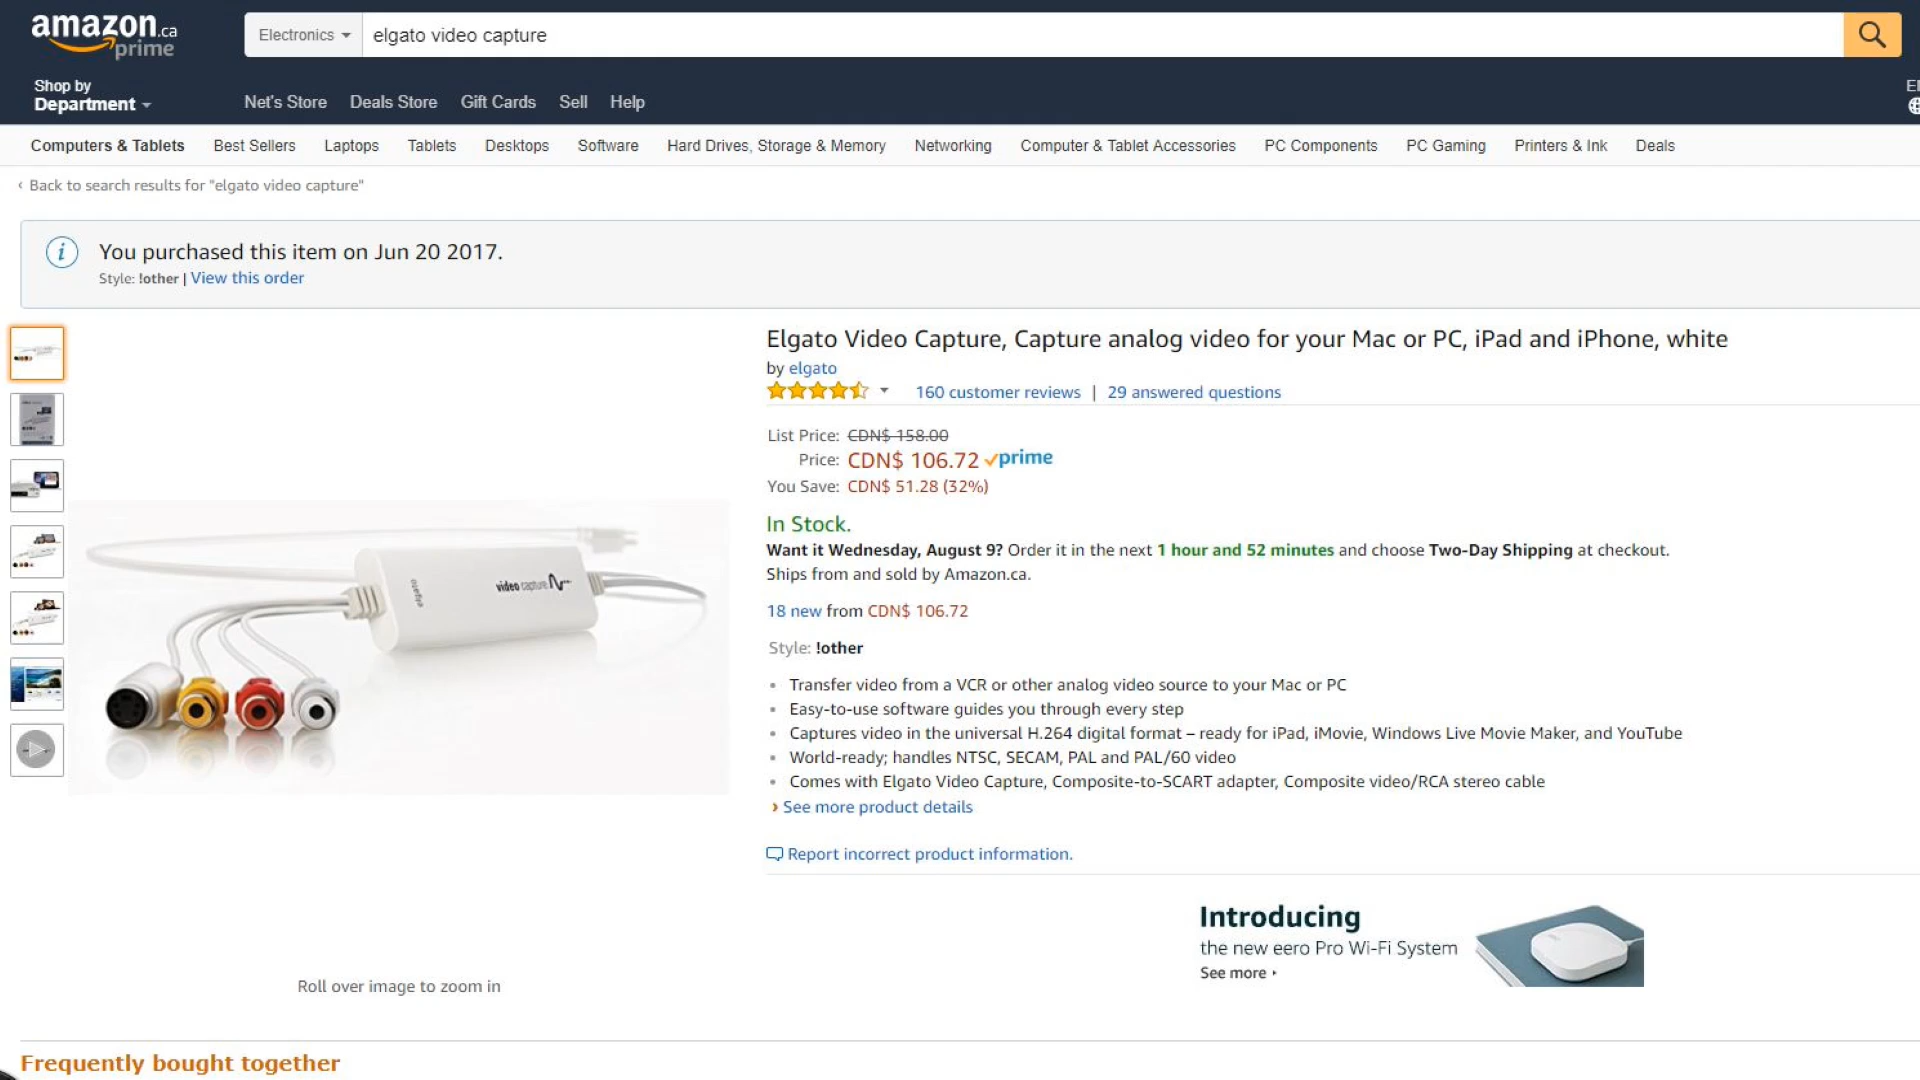 amazon.ca
prime
Electronics
elgato video capture
Shop by
Department
Net's Store Deals Store Gift Cards Sell Help
Computers & Tablets Best Sellers Laptops Tablets Desktops Software Hard Drives, Storage & Memory Networking Computer & Tablet Accessories PC Components PC Gaming Printers & Ink Deals
‹ Back to search results for "elgato video capture"
You purchased this item on Jun 20 2017.
Style: !other | View this order
Elgato Video Capture, Capture analog video for your Mac or PC, iPad and iPhone, white
by elgato
160 customer reviews | 29 answered questions
List Price: CDN$ 158.00
Price: CDN$ 106.72 prime
You Save: CDN$ 51.28 (32%)
In Stock.
Want it Wednesday, August 9? Order it in the next 1 hour and 52 minutes and choose Two-Day Shipping at checkout.
Ships from and sold by Amazon.ca.
18 new from CDN$ 106.72
Style: !other
• Transfer video from a VCR or other analog video source to your Mac or PC
• Easy-to-use software guides you through every step
• Captures video in the universal H.264 digital format – ready for iPad, iMovie, Windows Live Movie Maker, and YouTube
• World-ready; handles NTSC, SECAM, PAL and PAL/60 video
• Comes with Elgato Video Capture, Composite-to-SCART adapter, Composite video/RCA stereo cable
› See more product details
Report incorrect product information.
elgato
video capture
Introducing
the new eero Pro Wi-Fi System
See more
Roll over image to zoom in
Frequently bought together